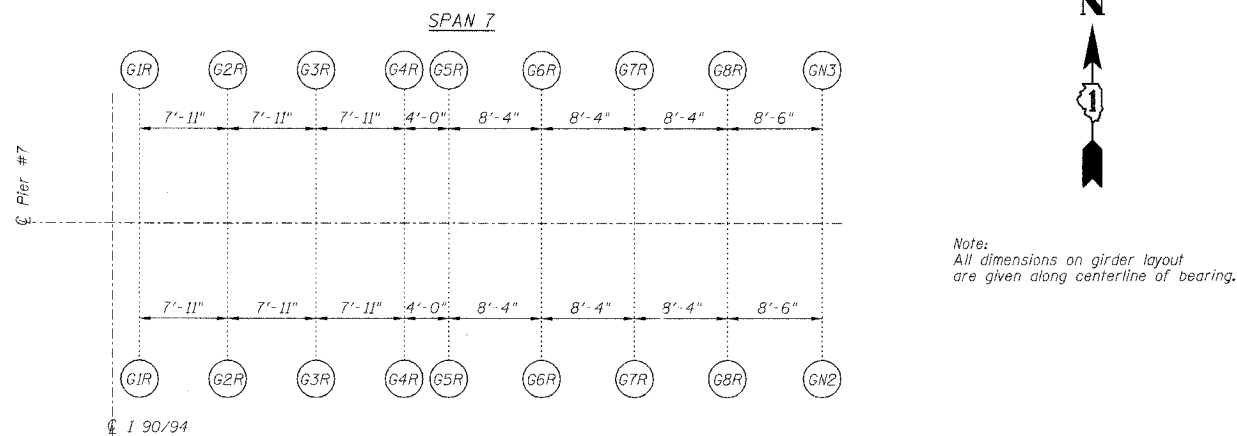 SPAN 7
N
G1R G2R G3R G4R G5R G6R G7R G8R GN3
7'-11" 7'-11" 7'-11" 4'-0" 8'-4" 8'-4" 8'-4" 8'-6"
1
℄ Pier #7
Note:
All dimensions on girder layout
are given along centerline of bearing.
7'-11" 7'-11" 7'-11" 4'-0" 8'-4" 8'-4" 8'-4" 8'-6"
G1R G2R G3R G4R G5R G6R G7R G8R GN2
℄ I 90/94